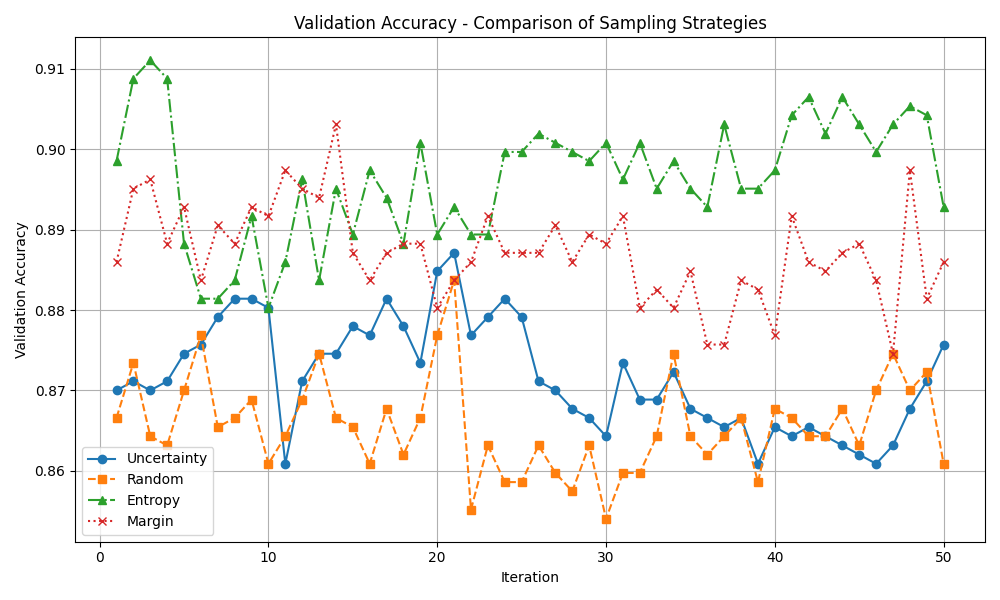 Validation Accuracy - Comparison of Sampling Strategies
Validation Accuracy
0.91
0.90
0.89
0.88
0.87
0.86
Uncertainty
Random
Entropy
Margin
0
10
20
30
40
50
Iteration